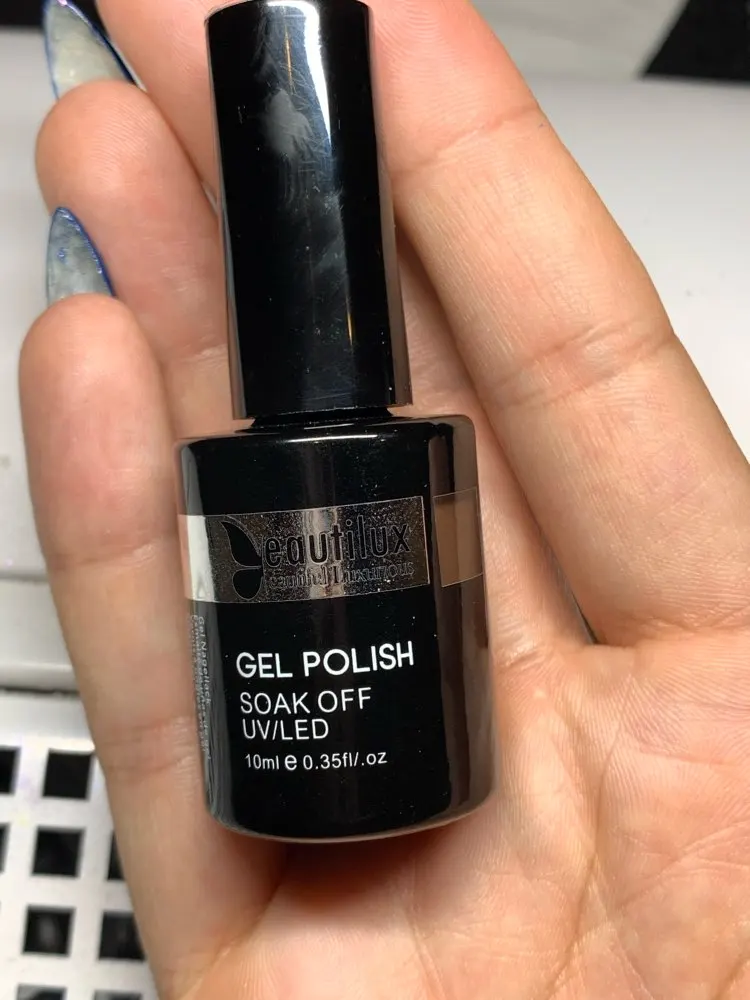 eautilux
eautiful Luxurious
GEL POLISH
SOAK OFF
UV/LED
10ml e 0.35fl/.oz